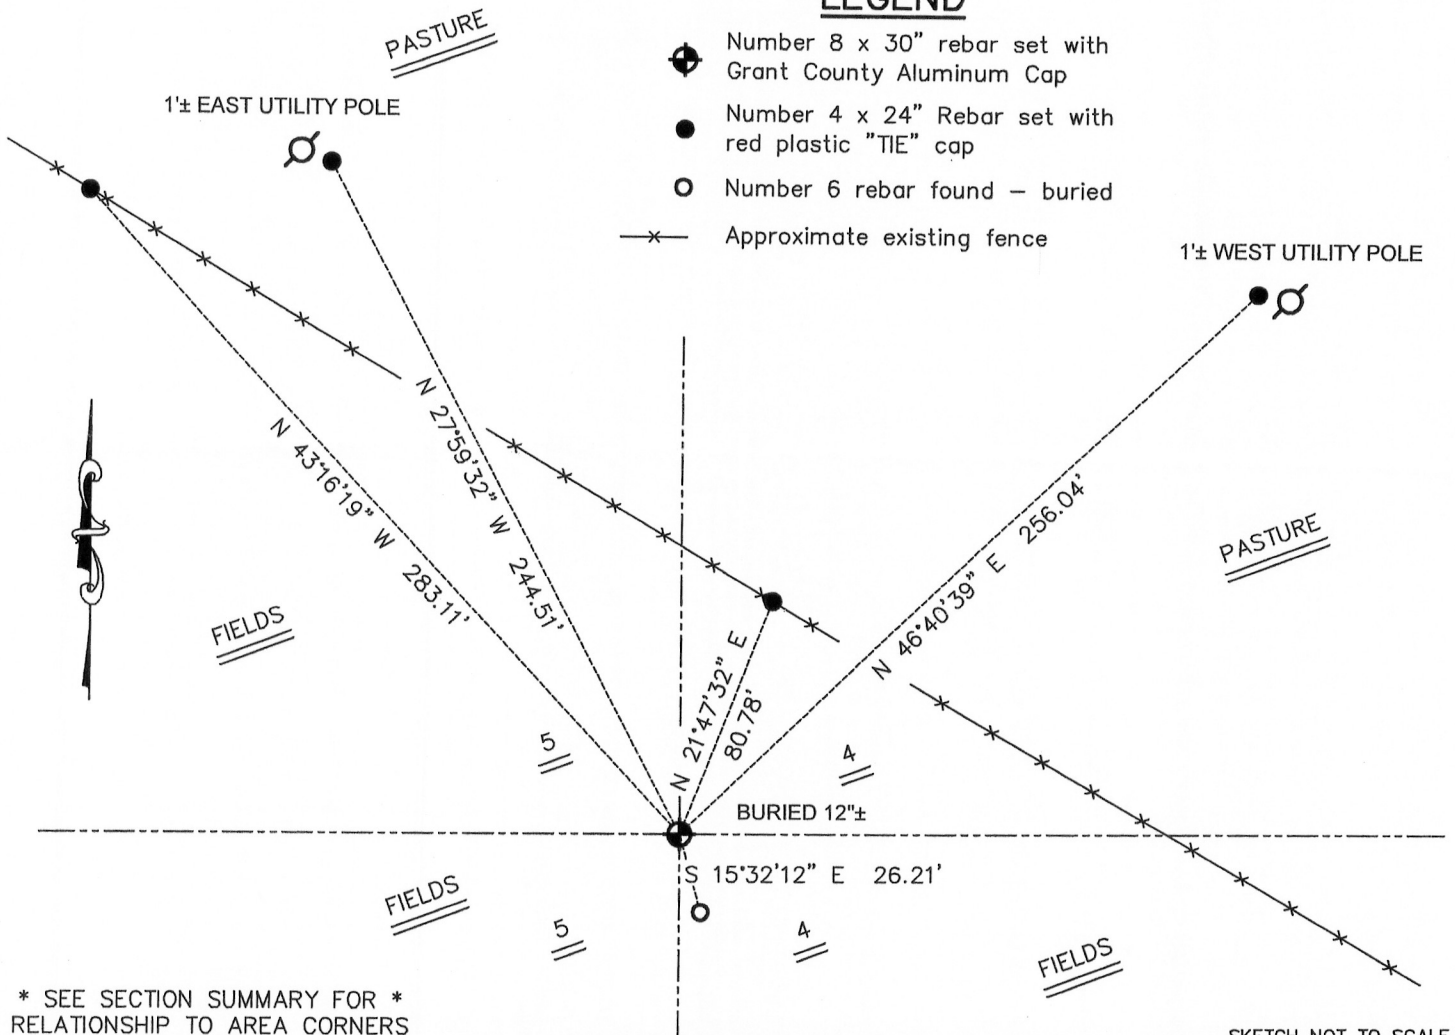 LEGEND
Number 8 x 30" rebar set with
Grant County Aluminum Cap
Number 4 x 24" Rebar set with
red plastic "TIE" cap
Number 6 rebar found – buried
Approximate existing fence
PASTURE
1'± EAST UTILITY POLE
1'± WEST UTILITY POLE
N 43°16'19" W 283.11'
N 27°59'32" W 244.51'
N 21°47'32" E
80.78'
N 46°40'39" E 256.04'
PASTURE
FIELDS
5
4
BURIED 12"±
S 15°32'12" E 26.21'
FIELDS
5
4
FIELDS
* SEE SECTION SUMMARY FOR *
RELATIONSHIP TO AREA CORNERS
SKETCH NOT TO SCALE